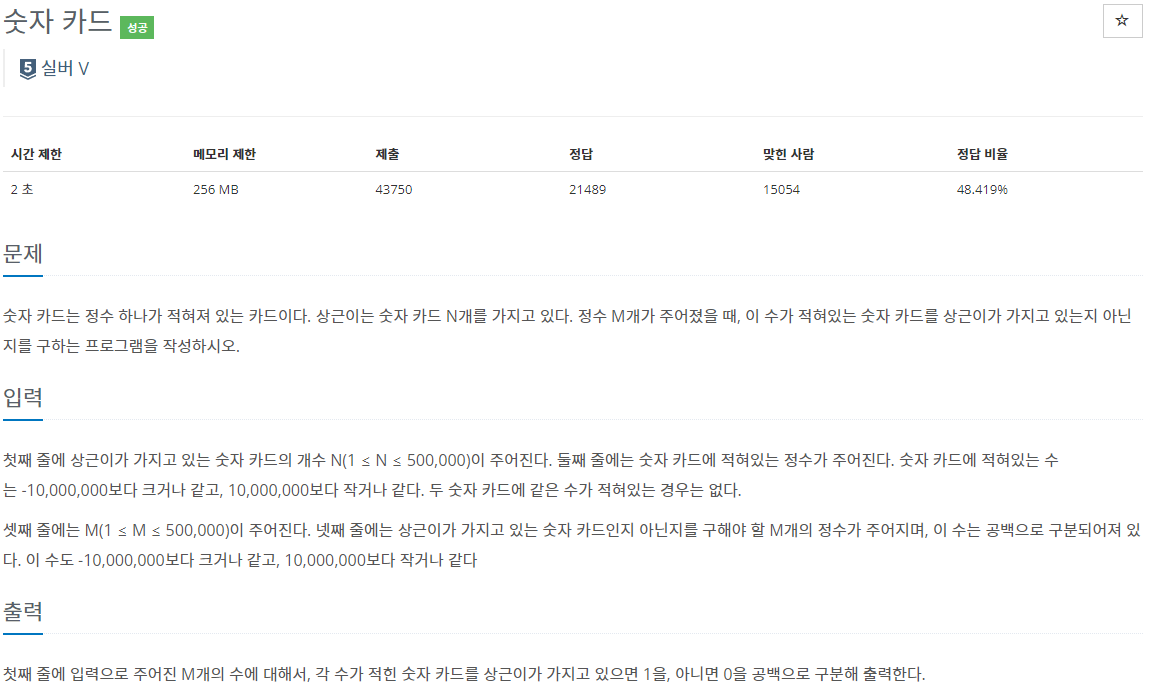 숫자 카드 성공
☆
5 실버 V
시간 제한 메모리 제한 제출 정답 맞힌 사람 정답 비율
2 초 256 MB 43750 21489 15054 48.419%
문제
숫자 카드는 정수 하나가 적혀져 있는 카드이다. 상근이는 숫자 카드 N개를 가지고 있다. 정수 M개가 주어졌을 때, 이 수가 적혀있는 숫자 카드를 상근이가 가지고 있는지 아닌
지를 구하는 프로그램을 작성하시오.
입력
첫째 줄에 상근이가 가지고 있는 숫자 카드의 개수 N(1 ≤ N ≤ 500,000)이 주어진다. 둘째 줄에는 숫자 카드에 적혀있는 정수가 주어진다. 숫자 카드에 적혀있는 수
는 -10,000,000보다 크거나 같고, 10,000,000보다 작거나 같다. 두 숫자 카드에 같은 수가 적혀있는 경우는 없다.
셋째 줄에는 M(1 ≤ M ≤ 500,000)이 주어진다. 넷째 줄에는 상근이가 가지고 있는 숫자 카드인지 아닌지를 구해야 할 M개의 정수가 주어지며, 이 수는 공백으로 구분되어져 있
다. 이 수도 -10,000,000보다 크거나 같고, 10,000,000보다 작거나 같다
출력
첫째 줄에 입력으로 주어진 M개의 수에 대해서, 각 수가 적힌 숫자 카드를 상근이가 가지고 있으면 1을, 아니면 0을 공백으로 구분해 출력한다.